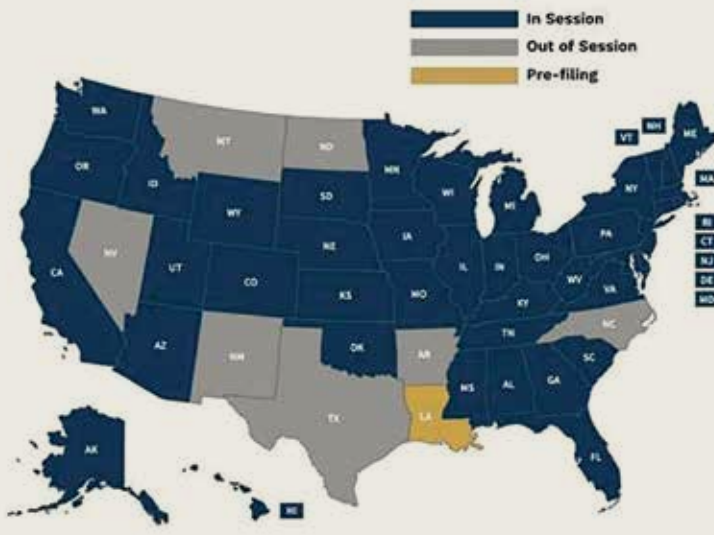 In Session
Out of Session
Pre-filing
WA
MT
ND
MN
VT
NH
ME
OR
ID
SD
WI
MI
NY
MA
WY
RI
IA
PA
CT
NV
NE
NJ
IL
IN
OH
DE
CA
UT
CO
WV
VA
MD
KS
MO
KY
NC
TN
AZ
OK
NM
AR
SC
MS
AL
GA
TX
LA
AK
FL
HI